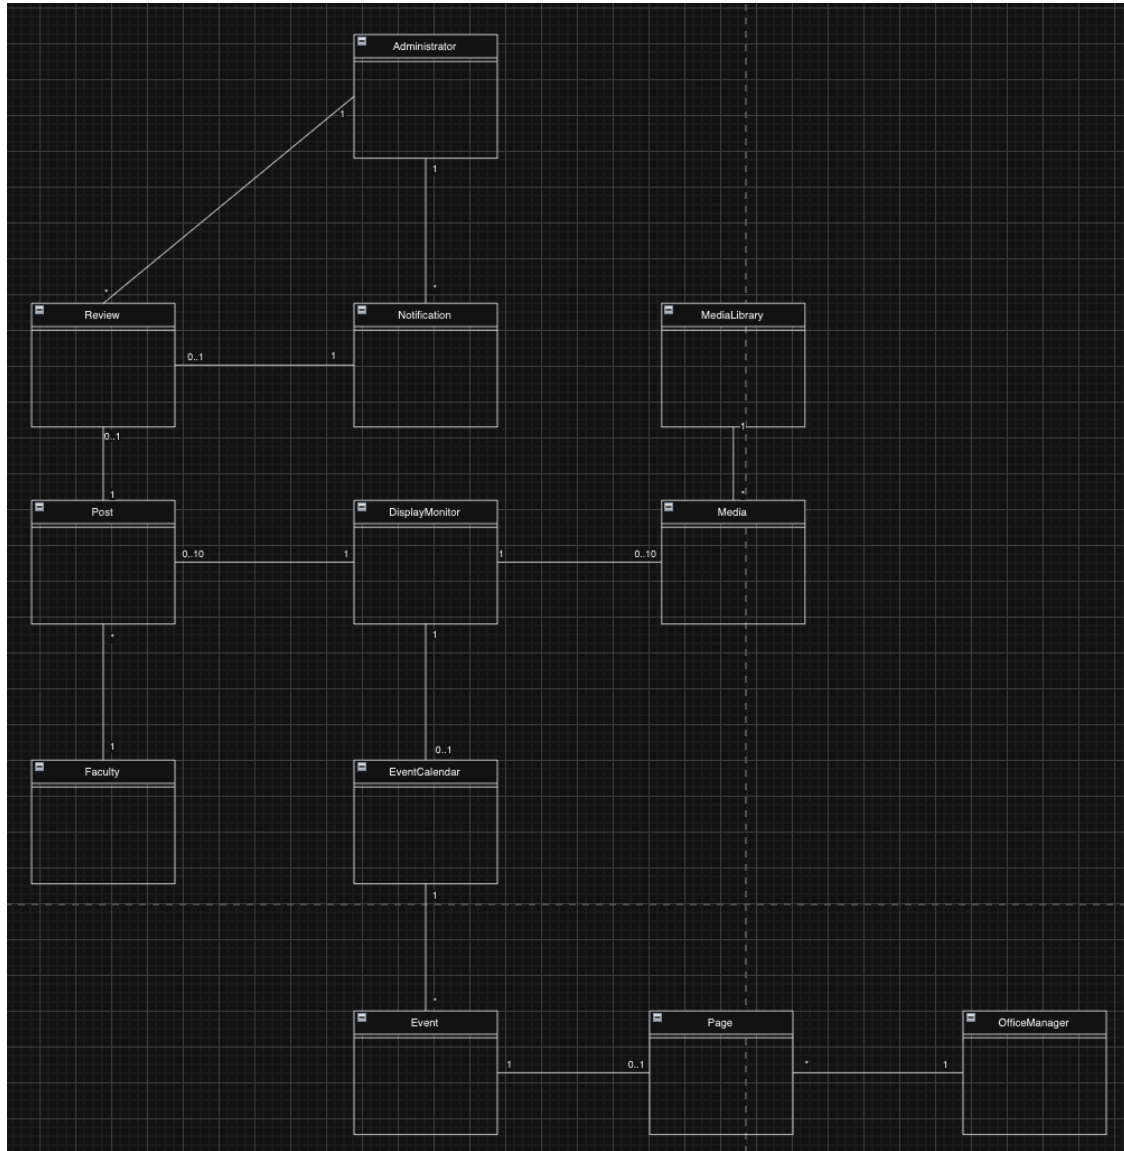 Administrator
1
1
*
*
Review
Notification
MediaLibrary
0..1
1
0..1
1
1
*
Post
DisplayMonitor
Media
0..10
1
1
0..10
*
1
1
0..1
Faculty
EventCalendar
1
*
Event
Page
OfficeManager
1
0..1
*
1